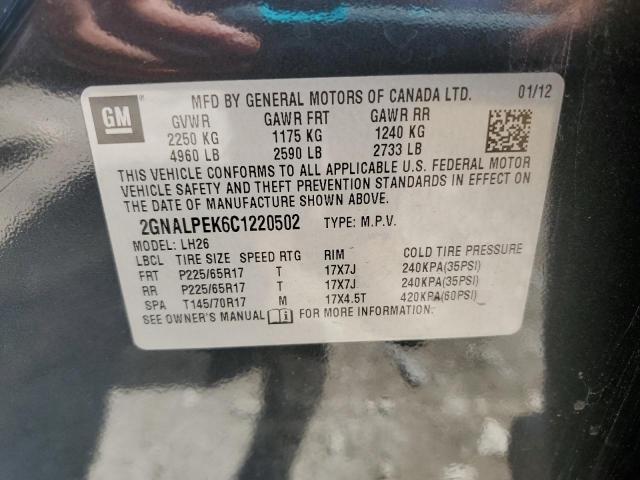 GM
MFD BY GENERAL MOTORS OF CANADA LTD. 01/12
GVWR GAWR FRT GAWR RR
2250 KG 1175 KG 1240 KG
4960 LB 2590 LB 2733 LB
THIS VEHICLE CONFORMS TO ALL APPLICABLE U.S. FEDERAL MOTOR
VEHICLE SAFETY AND THEFT PREVENTION STANDARDS IN EFFECT ON
THE DATE OF MANUFACTURE SHOWN ABOVE.
2GNALPEK6C1220502 TYPE: M.P.V.
MODEL: LH26
LBCL TIRE SIZE SPEED RTG RIM COLD TIRE PRESSURE
FRT P225/65R17 T 17X7J 240KPA(35PSI)
RR P225/65R17 T 17X7J 240KPA(35PSI)
SPA T145/70R17 M 17X4.5T 420KPA(60PSI)
SEE OWNER'S MANUAL FOR MORE INFORMATION.